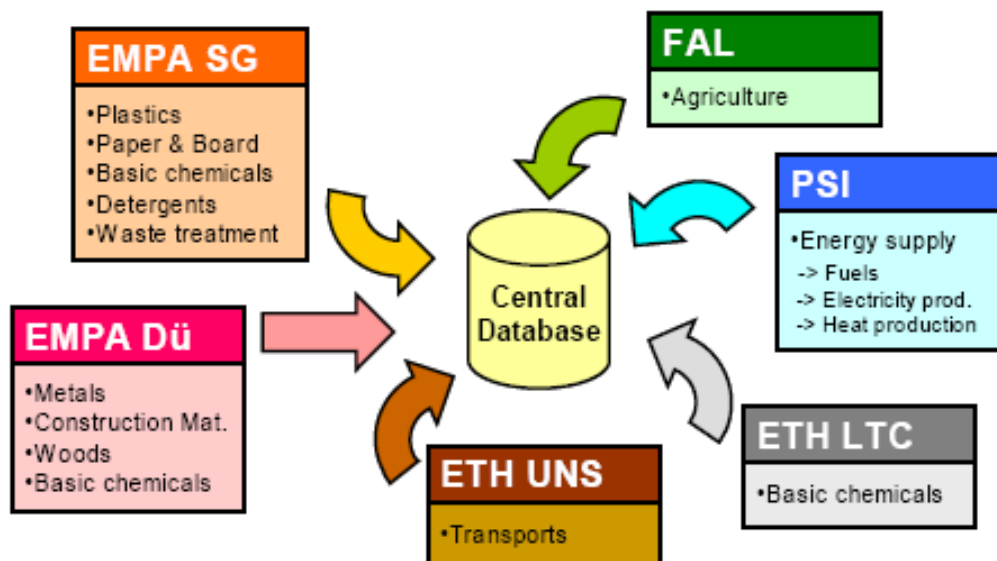 EMPA SG
•Plastics
•Paper & Board
•Basic chemicals
•Detergents
•Waste treatment
FAL
•Agriculture
PSI
•Energy supply
-> Fuels
-> Electricity prod.
-> Heat production
Central
Database
EMPA Dü
•Metals
•Construction Mat.
•Woods
•Basic chemicals
ETH UNS
•Transports
ETH LTC
•Basic chemicals